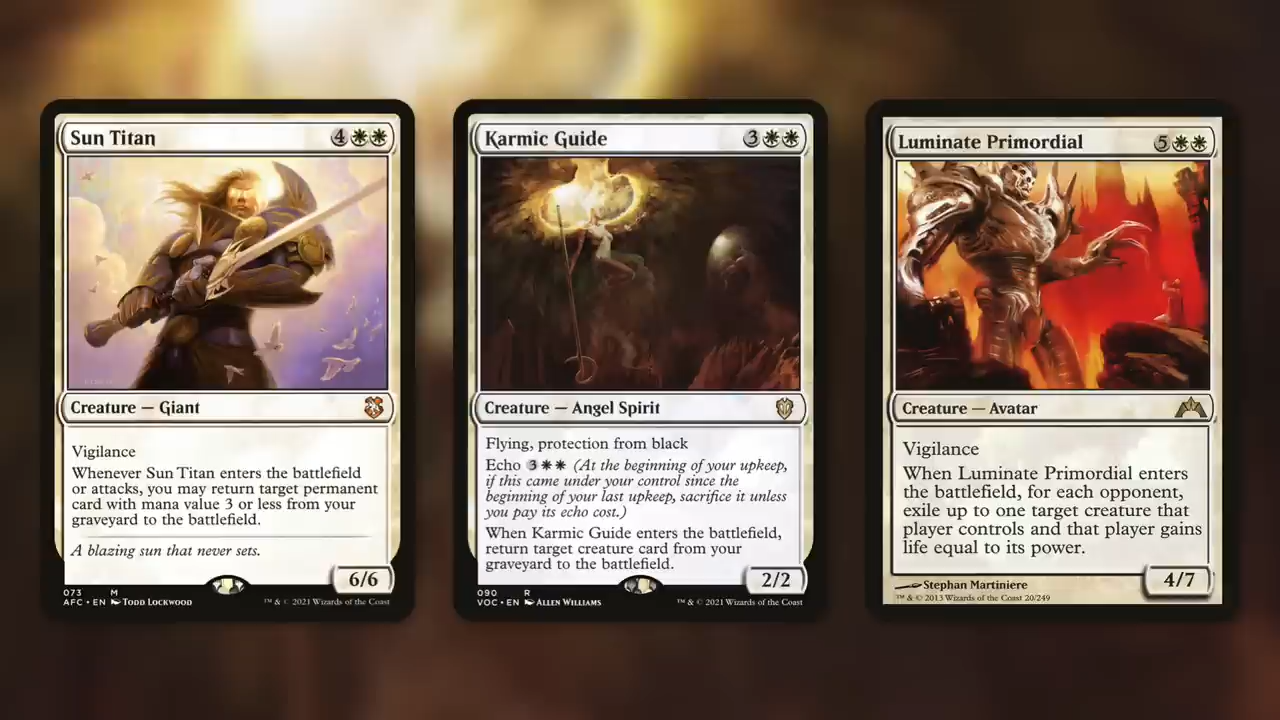 Sun Titan
4
Creature — Giant
Vigilance
Whenever Sun Titan enters the battlefield
or attacks, you may return target permanent
card with mana value 3 or less from your
graveyard to the battlefield.
A blazing sun that never sets.
6/6
073 M
AFC • EN Todd Lockwood
™ & © 2021 Wizards of the Coast
Karmic Guide
3
Creature — Angel Spirit
Flying, protection from black
Echo 3 (At the beginning of your upkeep,
if this came under your control since the
beginning of your last upkeep, sacrifice it unless
you pay its echo cost.)
When Karmic Guide enters the battlefield,
return target creature card from your
graveyard to the battlefield.
2/2
090 R
VOC • EN Allen Williams
™ & © 2021 Wizards of the Coast
Luminate Primordial
5
Creature — Avatar
Vigilance
When Luminate Primordial enters
the battlefield, for each opponent,
exile up to one target creature that
player controls and that player gains
life equal to its power.
4/7
Stephan Martiniere
™ & © 2013 Wizards of the Coast 20/249